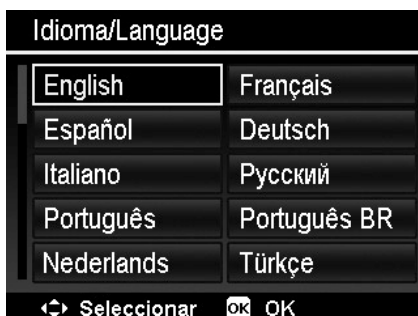 Idioma/Language
English Français
Español Deutsch
Italiano Русский
Português Português BR
Nederlands Türkçe
Seleccionar OK OK